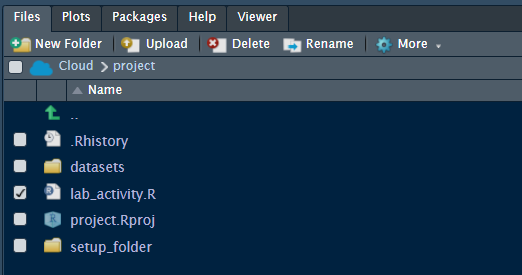 Files Plots Packages Help Viewer
New Folder Upload Delete Rename More
Cloud project
Name
..
.Rhistory
datasets
lab_activity.R
project.Rproj
setup_folder